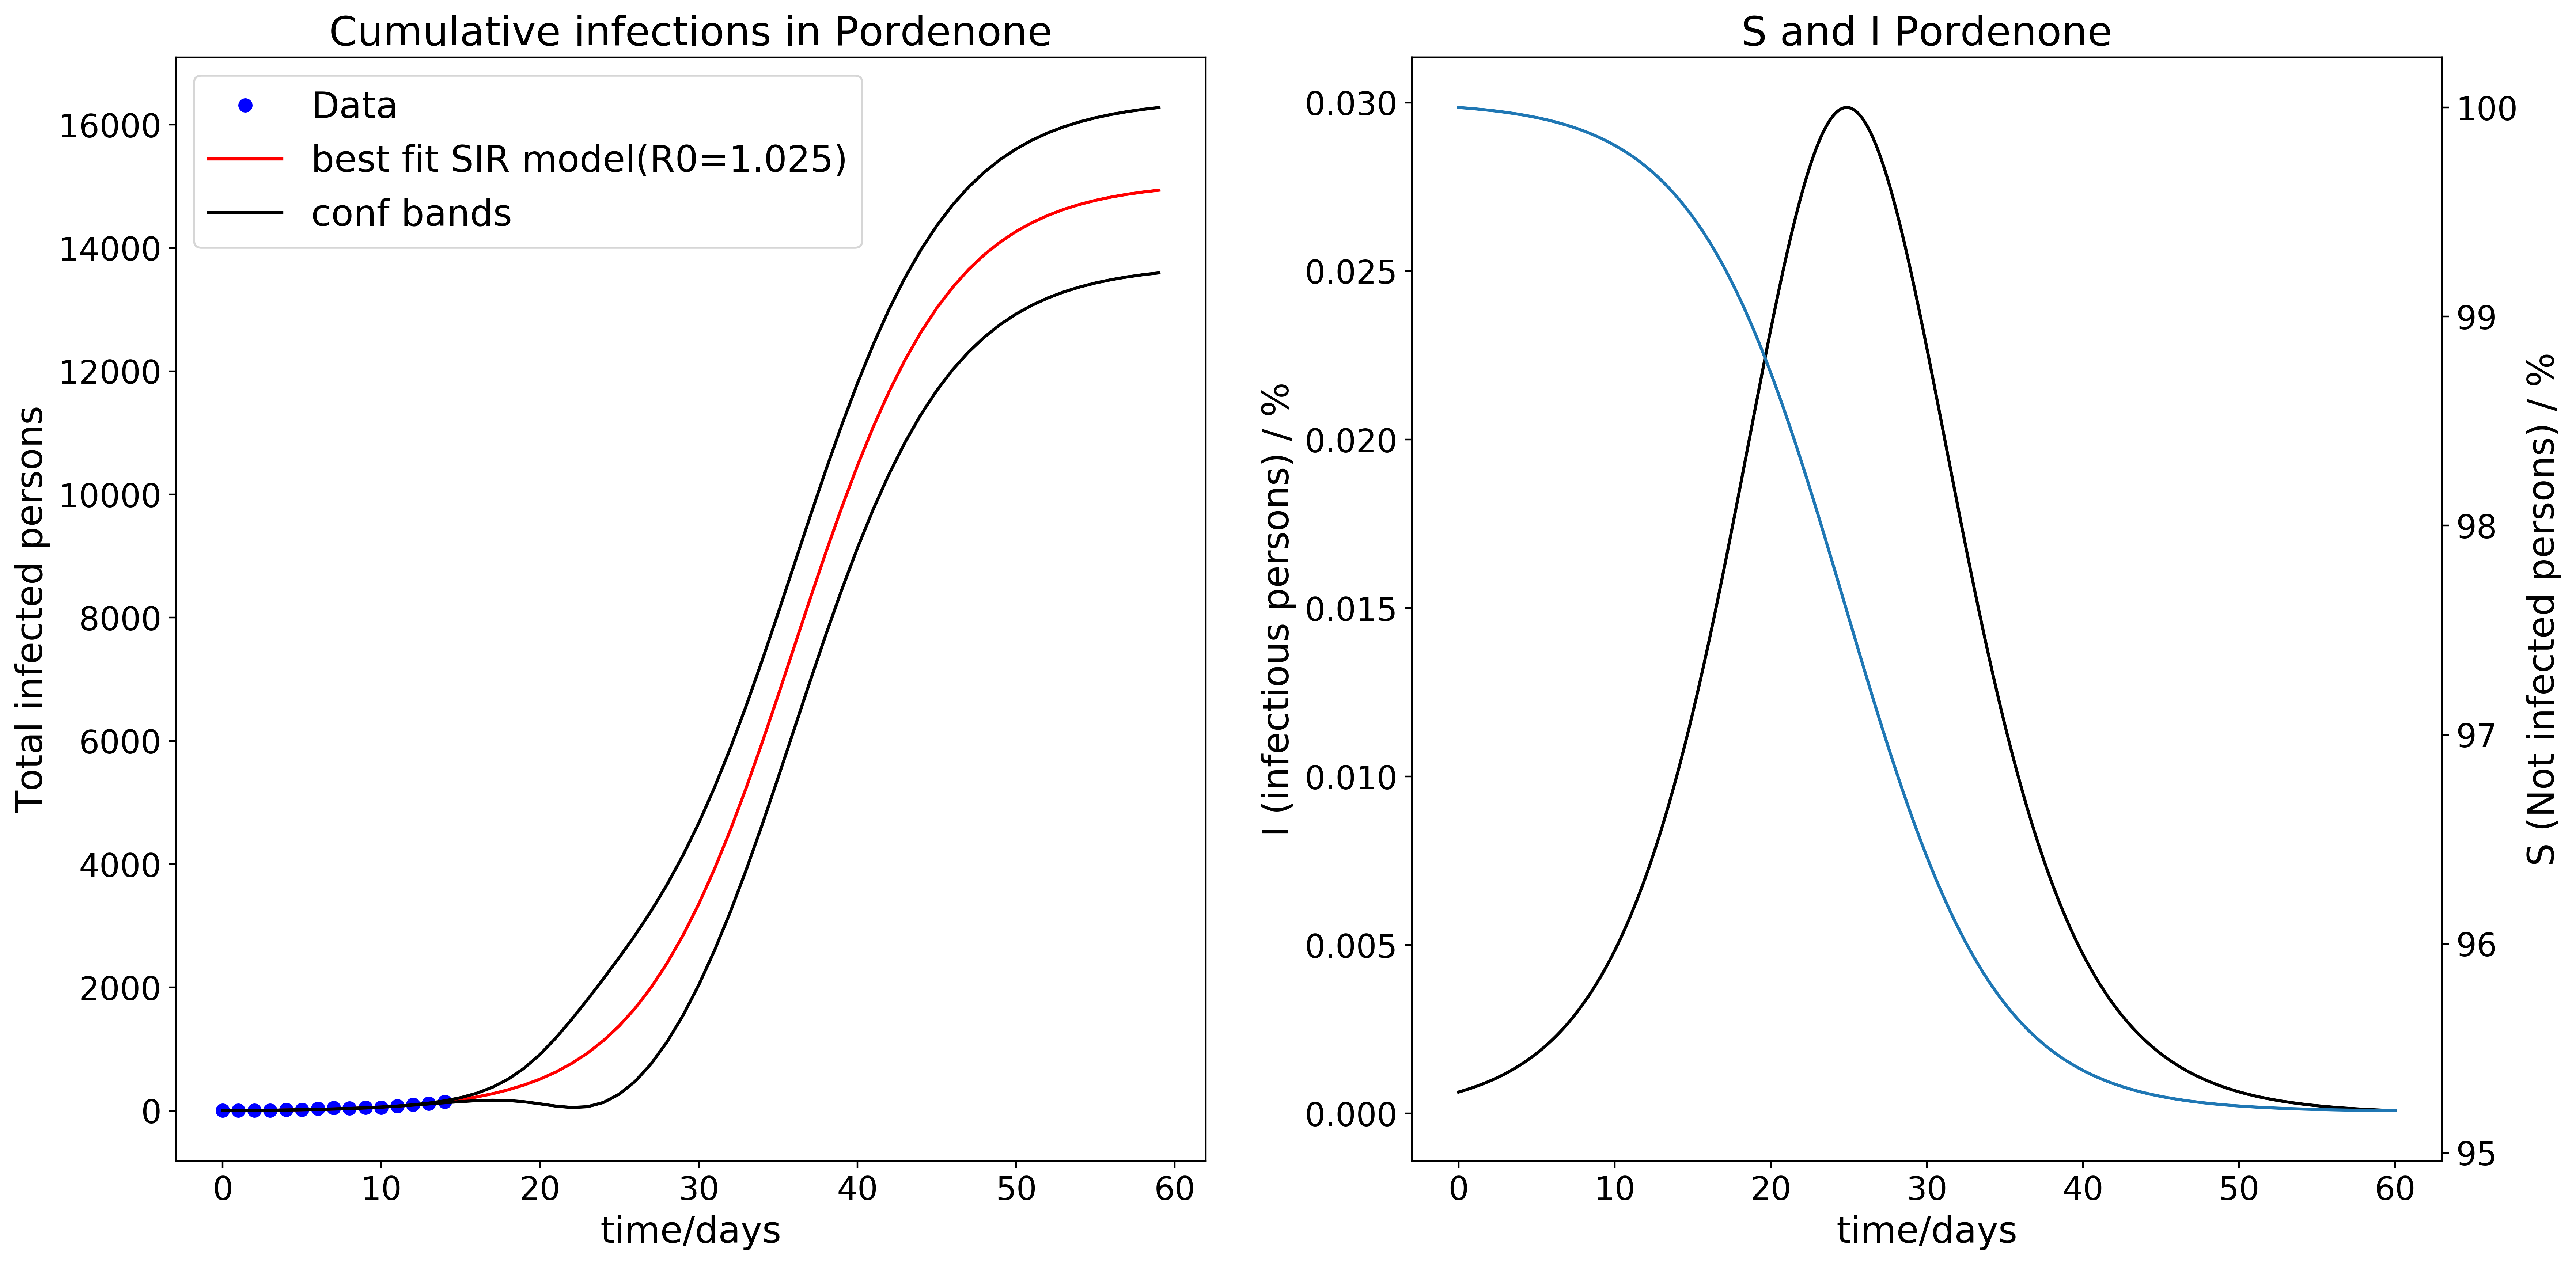 Cumulative infections in Pordenone
Data
best fit SIR model(R0=1.025)
conf bands
Total infected persons
16000
14000
12000
10000
8000
6000
4000
2000
0
0 10 20 30 40 50 60
time/days
S and I Pordenone
I (infectious persons) / %
0.030
0.025
0.020
0.015
0.010
0.005
0.000
100
99
98
97
96
95
S (Not infected persons) / %
0 10 20 30 40 50 60
time/days